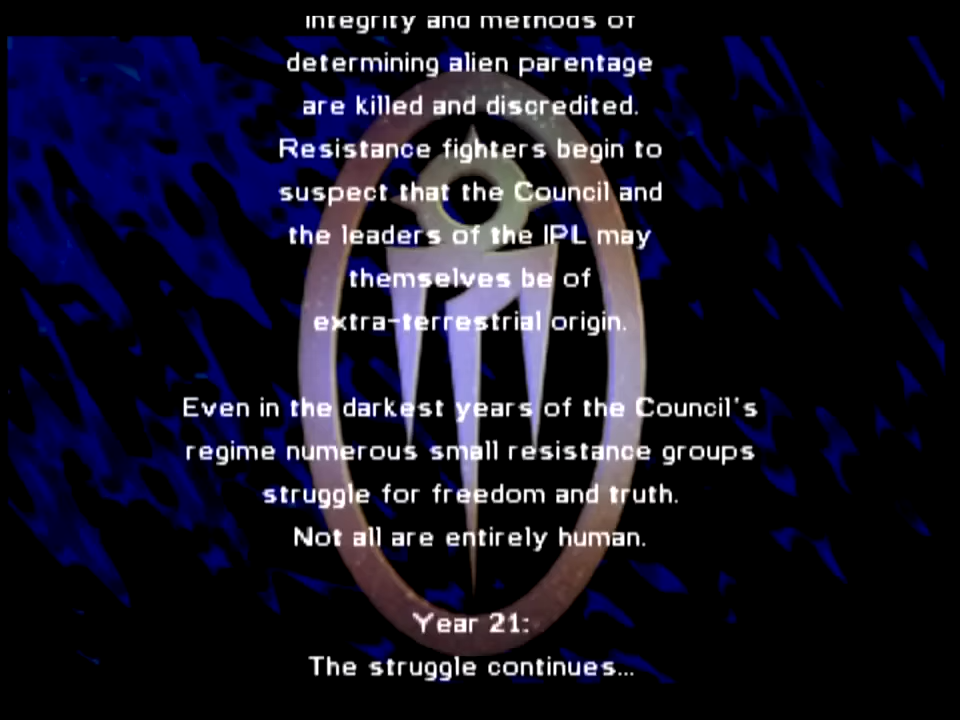 integrity and methods of
determining alien parentage
are killed and discredited.
Resistance fighters begin to
suspect that the Council and
the leaders of the IPL may
themselves be of
extra-terrestrial origin.
Even in the darkest years of the Council's
regime numerous small resistance groups
struggle for freedom and truth.
Not all are entirely human.
Year 21:
The struggle continues...